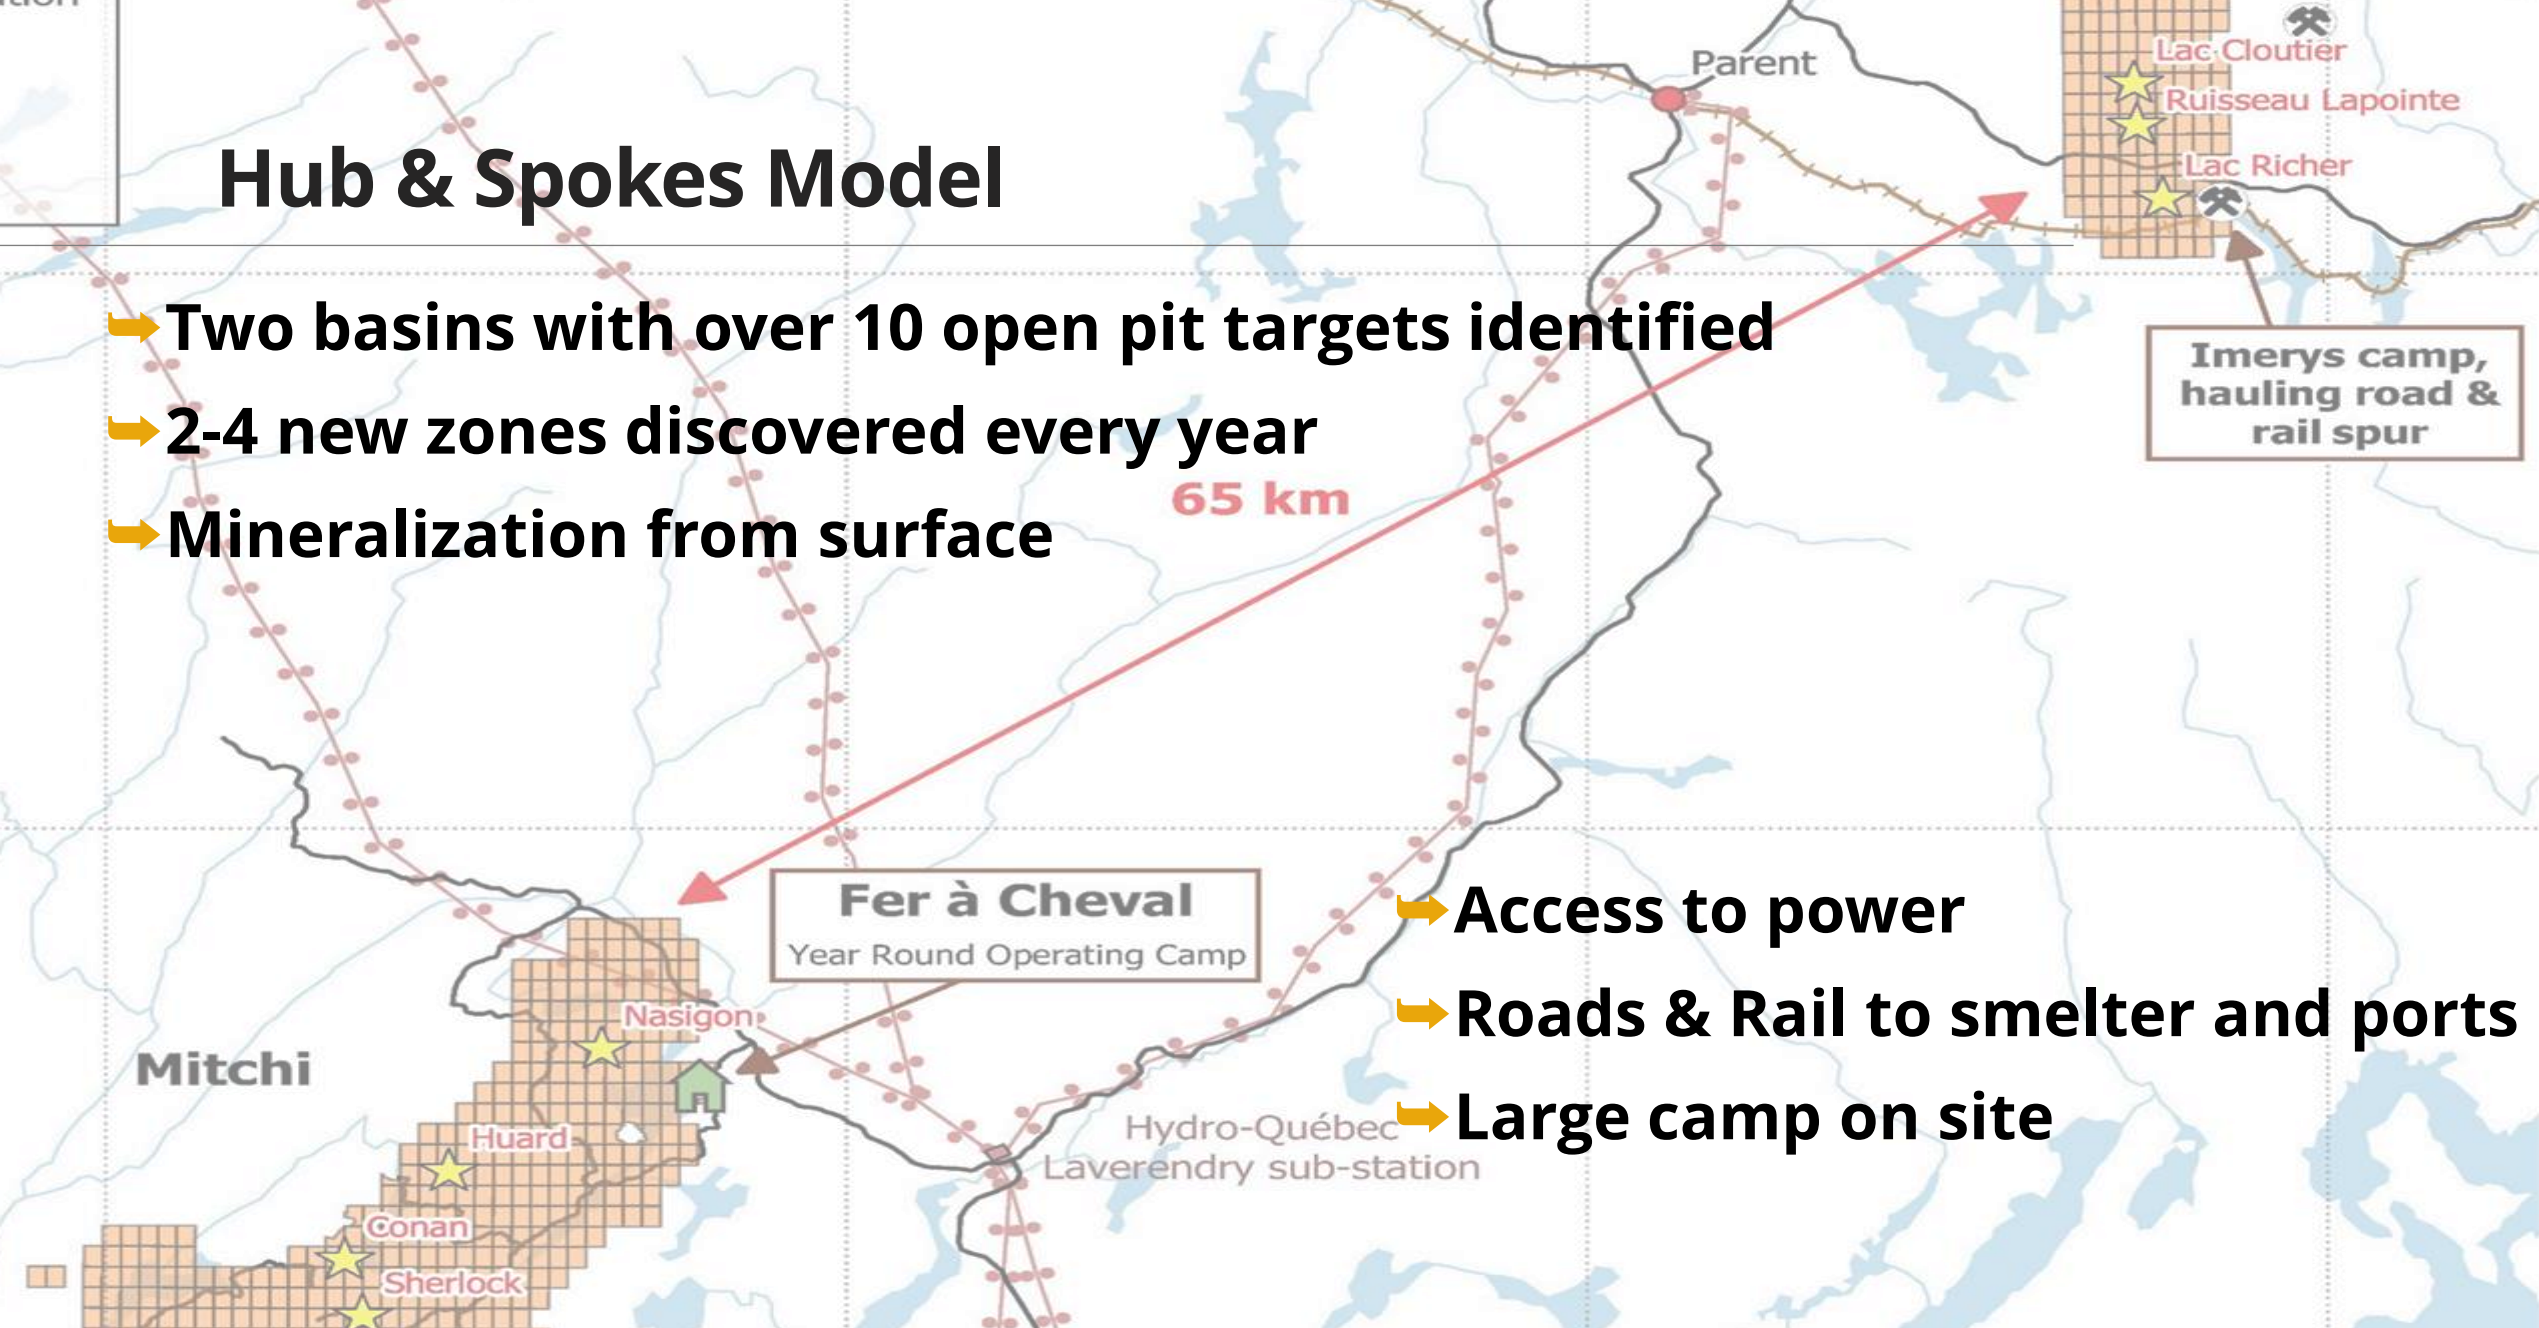 Parent
Lac Cloutier
Ruisseau Lapointe
Lac Richer
Hub & Spokes Model
Two basins with over 10 open pit targets identified
2-4 new zones discovered every year
Mineralization from surface
65 km
Imerys camp,
hauling road &
rail spur
Fer à Cheval
Year Round Operating Camp
Access to power
Roads & Rail to smelter and ports
Large camp on site
Nasigon
Mitchi
Huard
Conan
Sherlock
Hydro-Québec
Laverendry sub-station